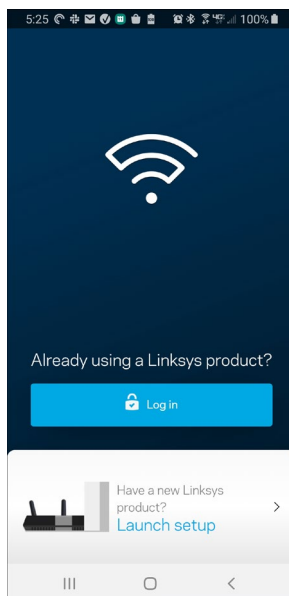 5:25 100%
Already using a Linksys product?
Log in
Have a new Linksys
product?
Launch setup